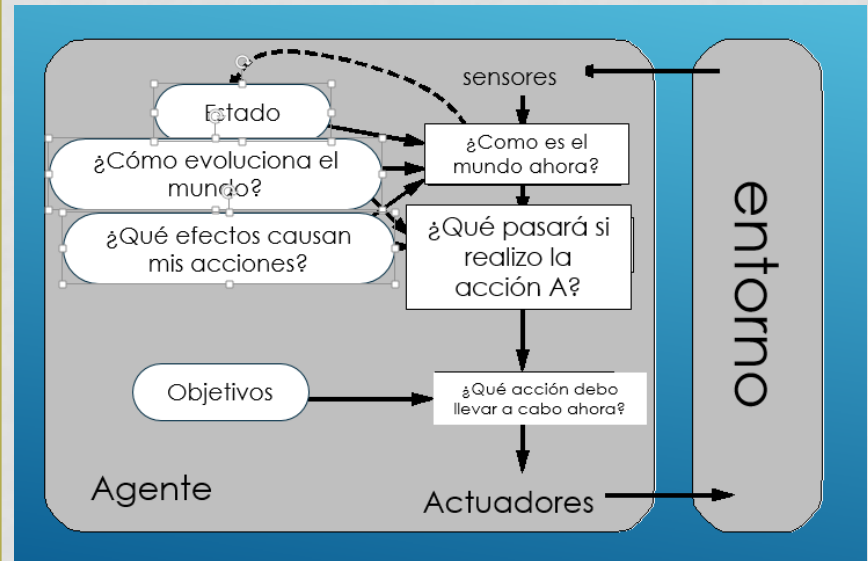 sensores
Estado
¿Como es el
mundo ahora?
¿Cómo evoluciona el
mundo?
¿Qué efectos causan
mis acciones?
¿Qué pasará si
realizo la
acción A?
entorno
Objetivos
¿Qué acción debo
llevar a cabo ahora?
Agente
Actuadores